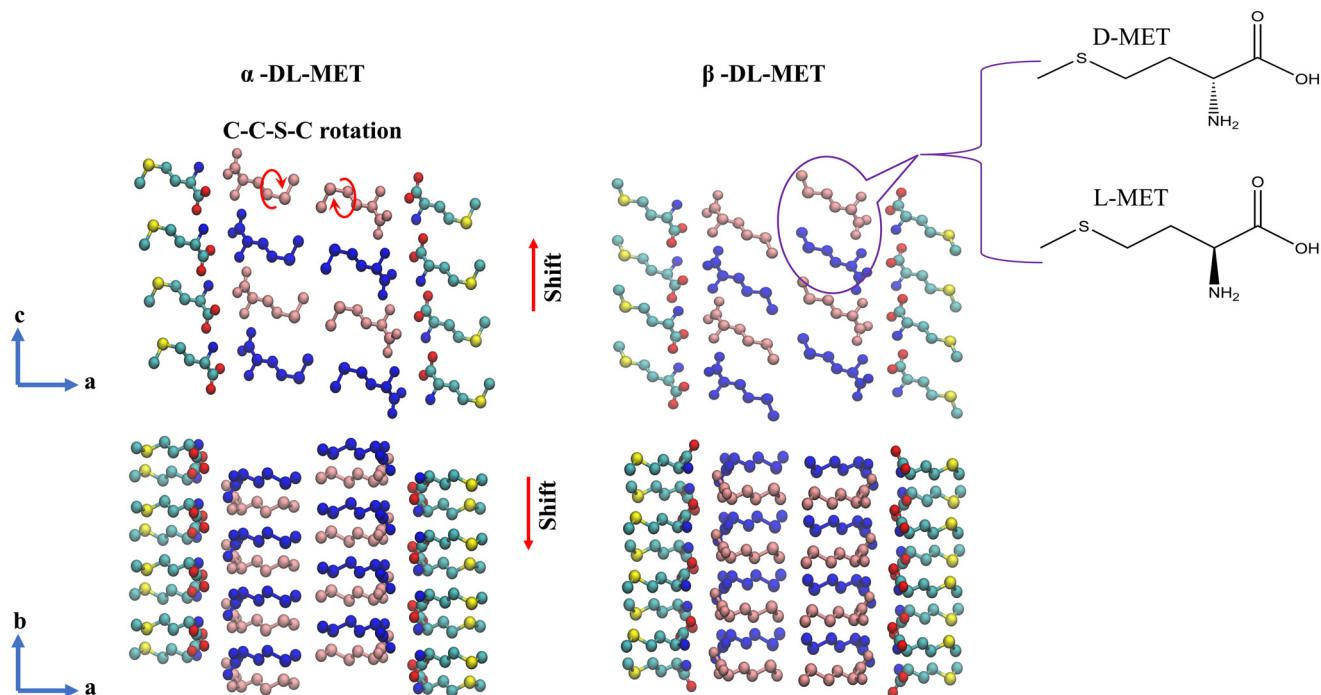 D-MET
O
S
OH
NH₂
α -DL-MET
β -DL-MET
C-C-S-C rotation
L-MET
O
S
OH
NH₂
Shift
c
a
Shift
b
a